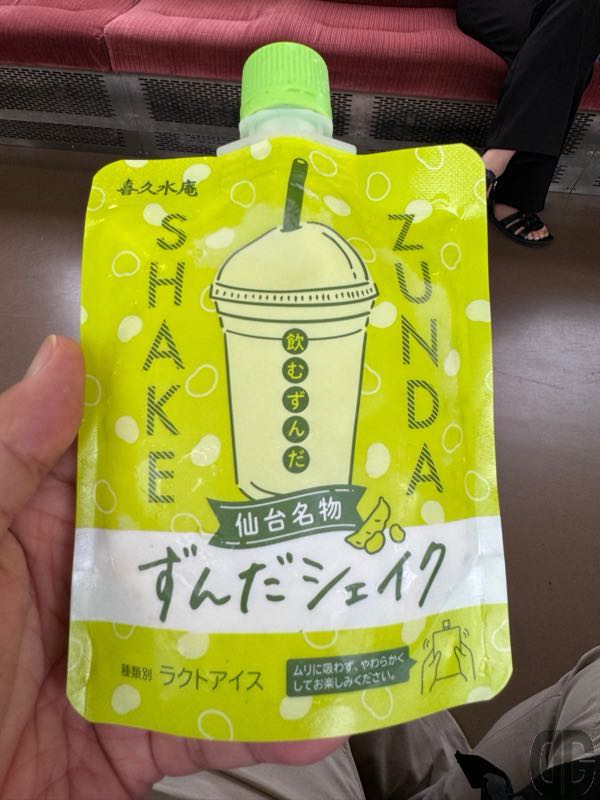 喜久水庵
SHAKE
ZUNDA
飲むずんだ
仙台名物
ずんだシェイク
種類別 ラクトアイス
ムリに吸わず、やわらかく
してお楽しみください。